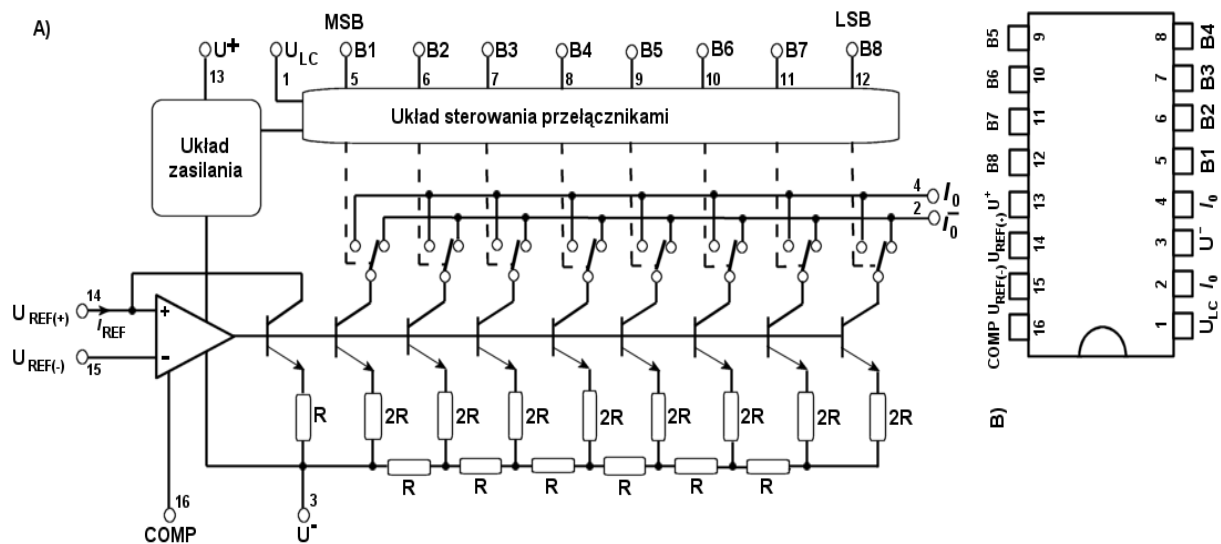 A)
MSB
LSB
U+
U LC
B1 B2 B3 B4 B5 B6 B7 B8
13 1 5 6 7 8 9 10 11 12
Układ sterowania przełącznikami
Układ
zasilania
4 I0
2 I0
14
U REF(+)
IREF
+
U REF(-)
-
15
R 2R 2R 2R 2R 2R 2R 2R 2R
R R R R R R
16
COMP
3
U-
B5 9 8 B4
B6 10 7 B3
B7 11 6 B2
B8 12 5 B1
U+ 13 4 I0
UREF(-) 14 3 U-
UREF(-) 15 2 I0
COMP 16 1 ULC
B)